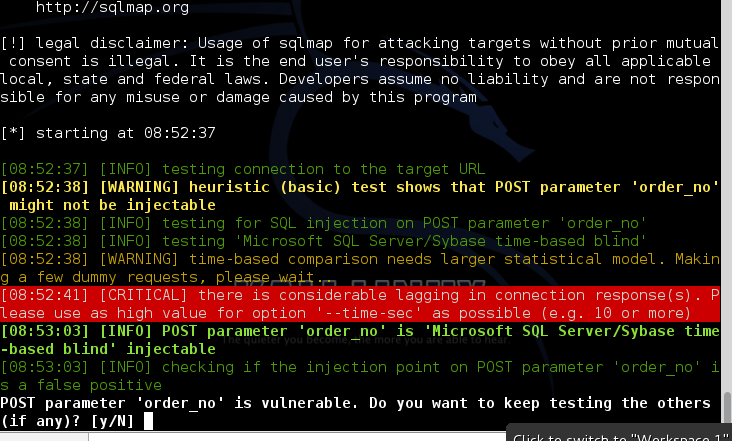 http://sqlmap.org
[!] legal disclaimer: Usage of sqlmap for attacking targets without prior mutual
 consent is illegal. It is the end user's responsibility to obey all applicable
local, state and federal laws. Developers assume no liability and are not respon
sible for any misuse or damage caused by this program
[*] starting at 08:52:37
[08:52:37] [INFO] testing connection to the target URL
[08:52:38] [WARNING] heuristic (basic) test shows that POST parameter 'order_no'
 might not be injectable
[08:52:38] [INFO] testing for SQL injection on POST parameter 'order_no'
[08:52:38] [INFO] testing 'Microsoft SQL Server/Sybase time-based blind'
[08:52:38] [WARNING] time-based comparison needs larger statistical model. Makin
g a few dummy requests, please wait..
[08:52:41] [CRITICAL] there is considerable lagging in connection response(s). P
lease use as high value for option '--time-sec' as possible (e.g. 10 or more)
[08:53:03] [INFO] POST parameter 'order_no' is 'Microsoft SQL Server/Sybase time
-based blind' injectable
The quieter you become, the more you are able to hear.
[08:53:03] [INFO] checking if the injection point on POST parameter 'order_no' i
s a false positive
POST parameter 'order_no' is vulnerable. Do you want to keep testing the others
(if any)? [y/N]
Click to switch to "Workspace 1"